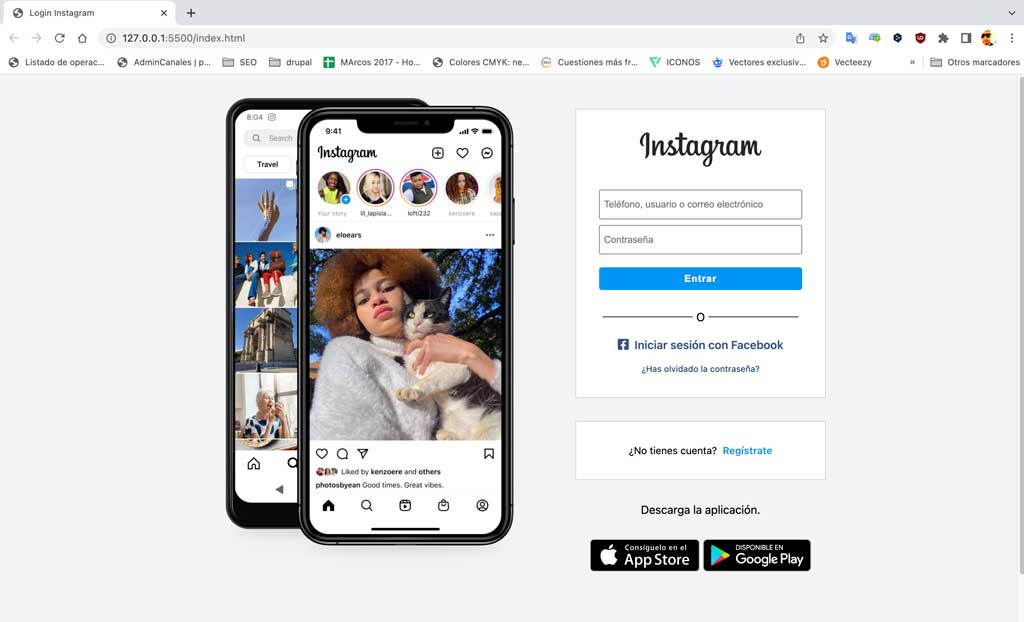 Login Instagram
127.0.0.1:5500/index.html
Listado de operac...
AdminCanales | p...
SEO
drupal
MArcos 2017 - Ho...
Colores CMYK: ne...
Cuestiones más fr...
ICONOS
Vectores exclusiv...
Vecteezy
»
Otros marcadores
8:04
Search
Travel
9:41
Instagram
Your story
lil_lapisla...
lofti232
kenzoere
eloears
Liked by kenzoere and others
photosbyean Good times. Great vibes.
Instagram
Teléfono, usuario o correo electrónico
Contraseña
Entrar
O
Iniciar sesión con Facebook
¿Has olvidado la contraseña?
¿No tienes cuenta? Regístrate
Descarga la aplicación.
Consíguelo en el
App Store
DISPONIBLE EN
Google Play